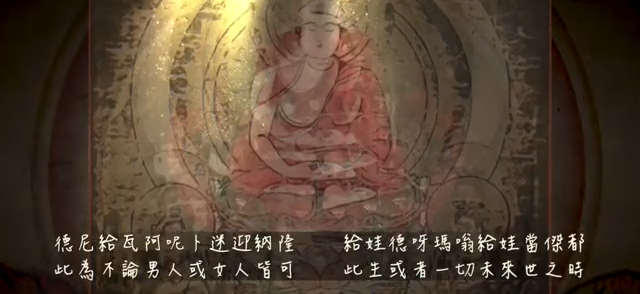 德尼給瓦阿呢卜迷迎納隆
此為不論男人或女人皆可
給娃德呀瑪嗡給娃當傑都
此生或者一切未來世之時